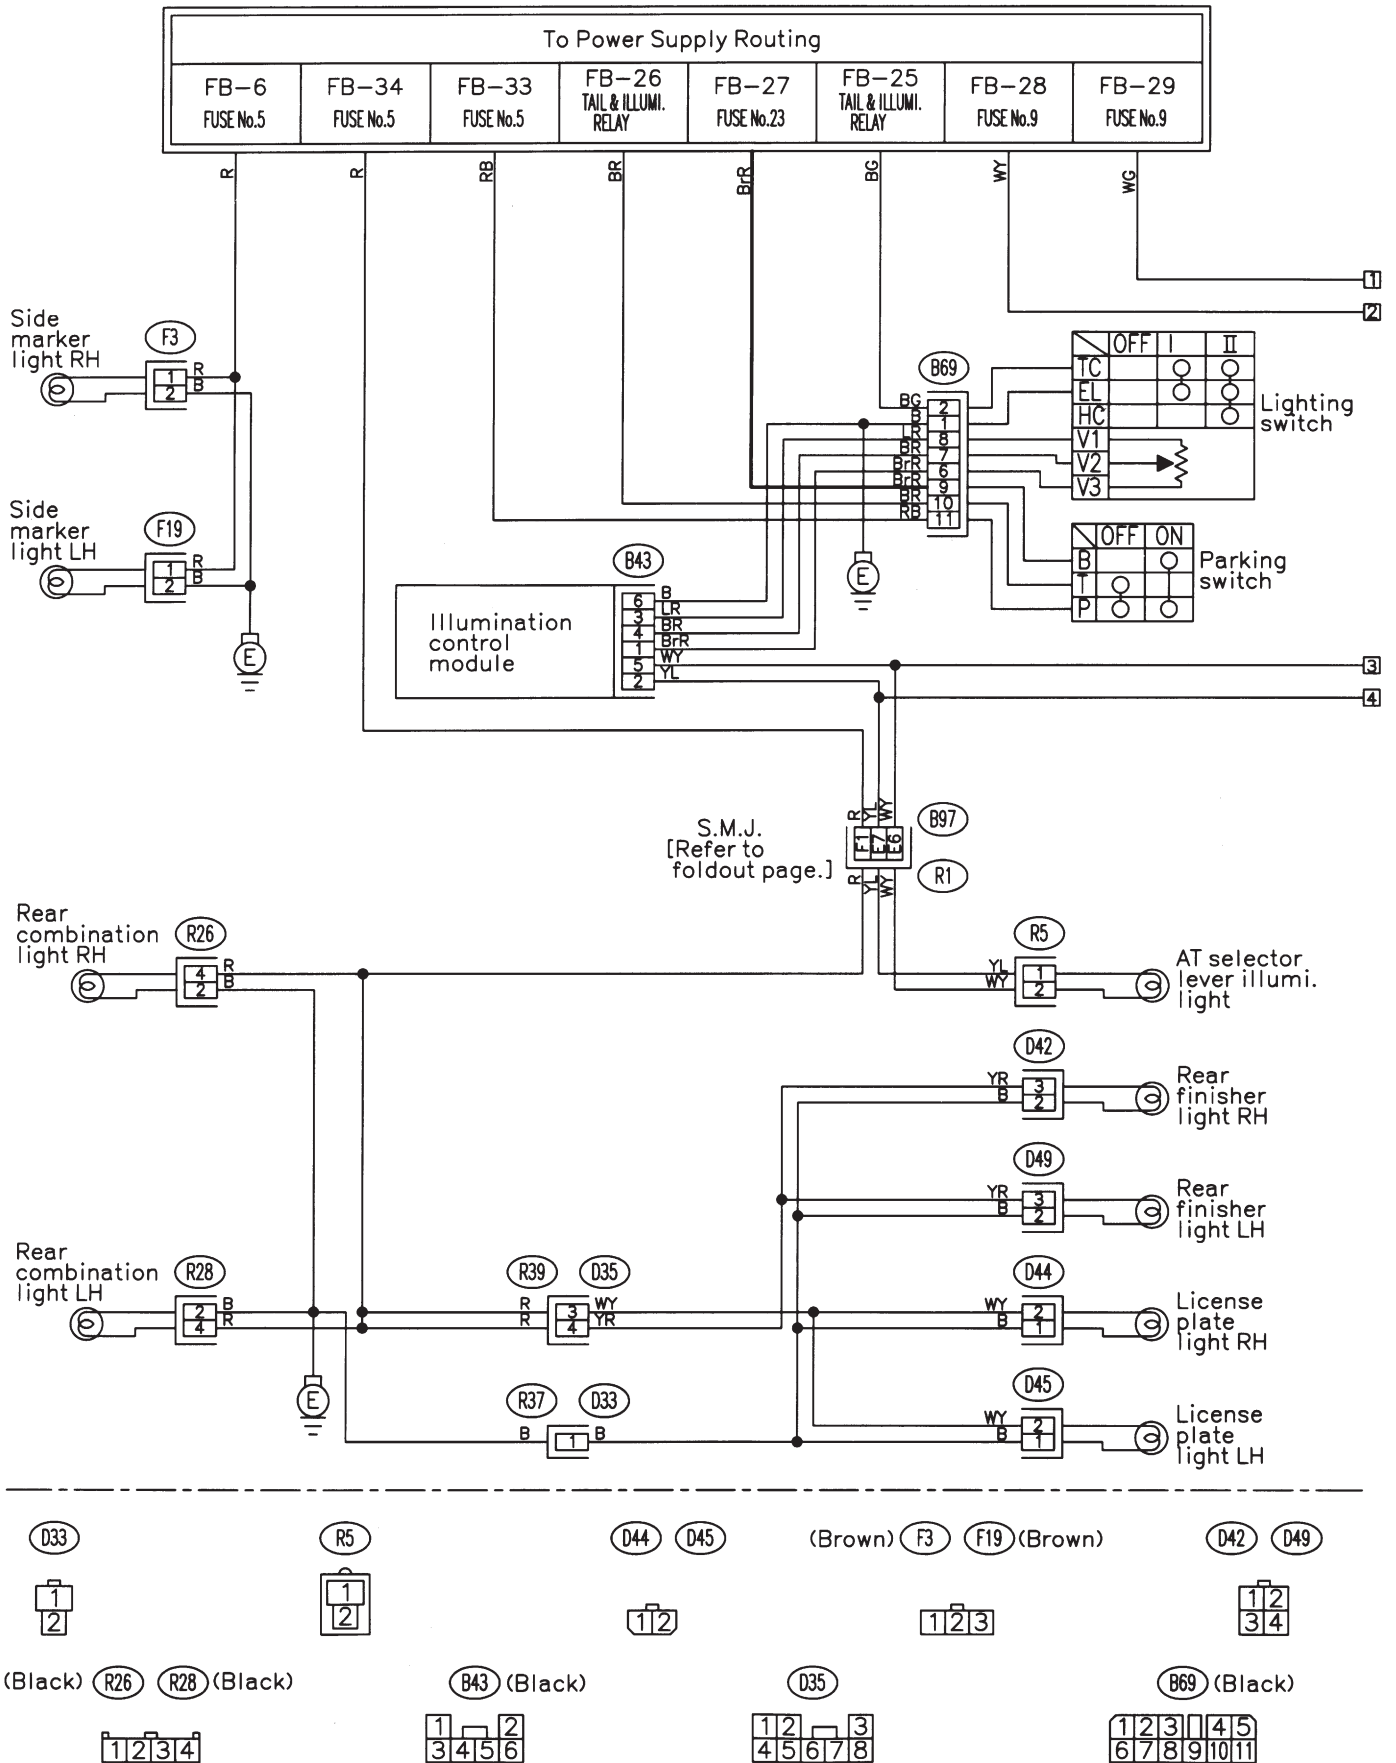 To Power Supply Routing
FB-6 FB-34 FB-33 FB-26 FB-27 FB-25 FB-28 FB-29
FUSE No.5 FUSE No.5 FUSE No.5 TAIL & ILLUMI. RELAY FUSE No.23 TAIL & ILLUMI. RELAY FUSE No.9 FUSE No.9
R R RB BR BrR BG WY WG
1
2
Side
marker
light RH
F3
1 R
2 B
Side
marker
light LH
F19
1 R
2 B
E
B69
BG 2
B 1
LR 8
BR 7
BrR 6
BrR 9
BR 10
RB 11
E
OFF I II
TC
EL
HC
V1
V2
V3
Lighting
switch
OFF ON
B
T
P
Parking
switch
Illumination
control
module
B43
6 B
3 LR
4 BR
1 BrR
5 WY
2 YL
3
4
S.M.J.
[Refer to
foldout page.]
R YL WY
F1 E7 E6
R YL WY
B97
R1
Rear
combination
light RH
R26
4 R
2 B
R5
YL 1
WY 2
AT selector
lever illumi.
light
D42
YR 3
B 2
Rear
finisher
light RH
D49
YR 3
B 2
Rear
finisher
light LH
Rear
combination
light LH
R28
2 B
4 R
E
R39 D35
R 3 WY
R 4 YR
D44
WY 2
B 1
License
plate
light RH
R37 D33
B 1 B
D45
WY 2
B 1
License
plate
light LH
D33 R5 D44 D45 (Brown) F3 F19 (Brown) D42 D49
1
2
1
2
1 2
1 2 3
1 2
3 4
(Black) R26 R28 (Black) B43 (Black) D35 B69 (Black)
1 2 3 4
1 2
3 4 5 6
1 2 3
4 5 6 7 8
1 2 3 4 5
6 7 8 9 10 11